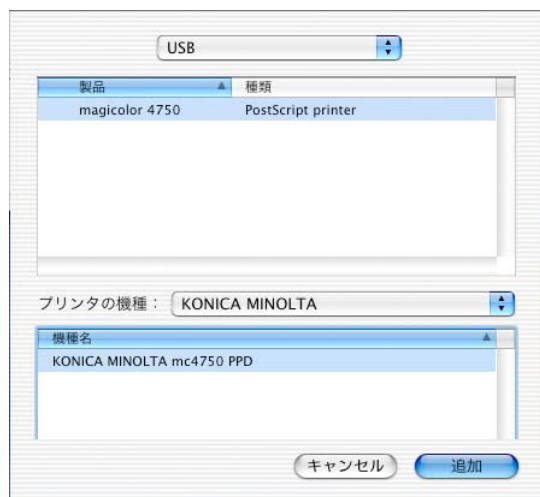 USB
製品 種類
magicolor 4750 PostScript printer
プリンタの機種： KONICA MINOLTA
機種名
KONICA MINOLTA mc4750 PPD
キャンセル 追加